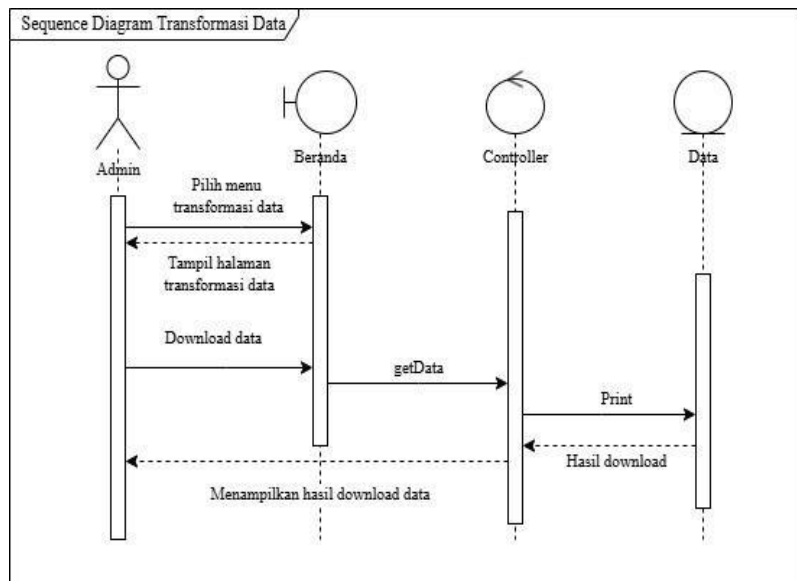 Sequence Diagram Transformasi Data
Admin
Beranda
Controller
Data
Pilih menu
transformasi data
Tampil halaman
transformasi data
Download data
getData
Print
Hasil download
Menampilkan hasil download data